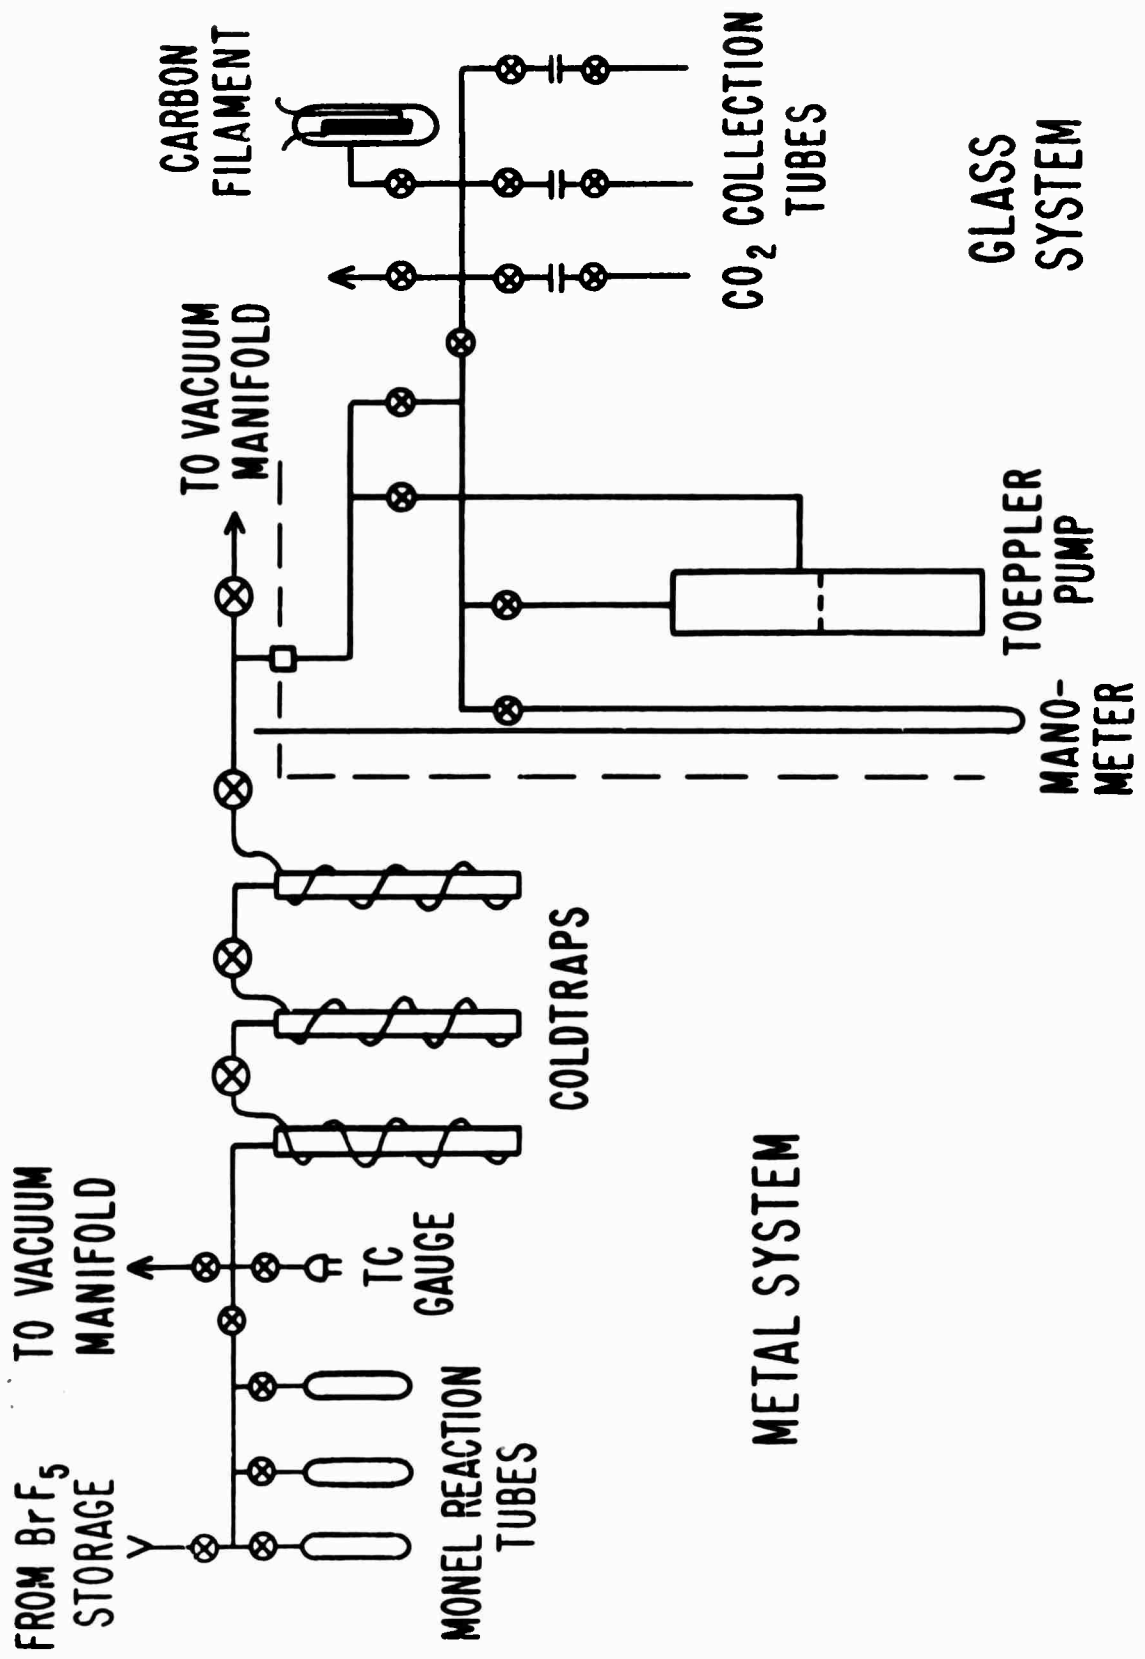 FROM BrF5
STORAGE
TO VACUUM
MANIFOLD
TO VACUUM
MANIFOLD
CARBON
FILAMENT
MONEL REACTION
TUBES
TC
GAUGE
COLDTRAPS
MANO-
METER
TOEPPLER
PUMP
CO2 COLLECTION
TUBES
METAL SYSTEM
GLASS
SYSTEM